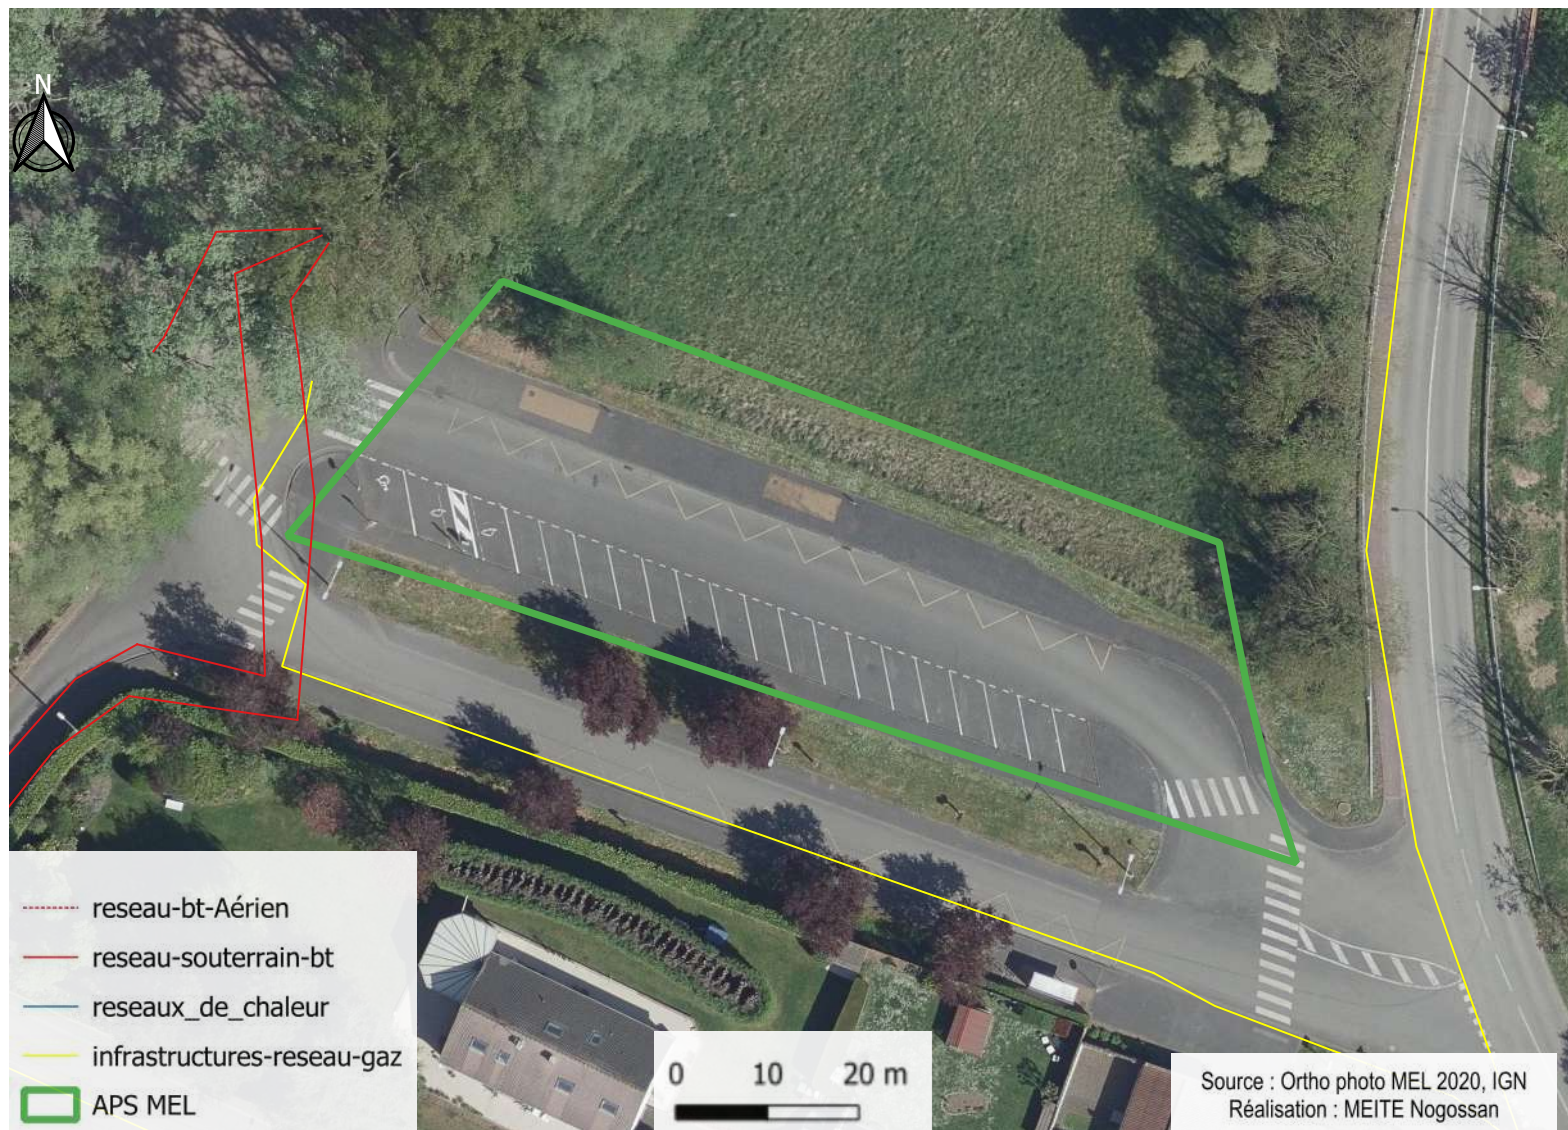 N
reseau-bt-Aérien
reseau-souterrain-bt
reseaux_de_chaleur
infrastructures-reseau-gaz
APS MEL
0 10 20 m
Source : Ortho photo MEL 2020, IGN
Réalisation : MEITE Nogossan